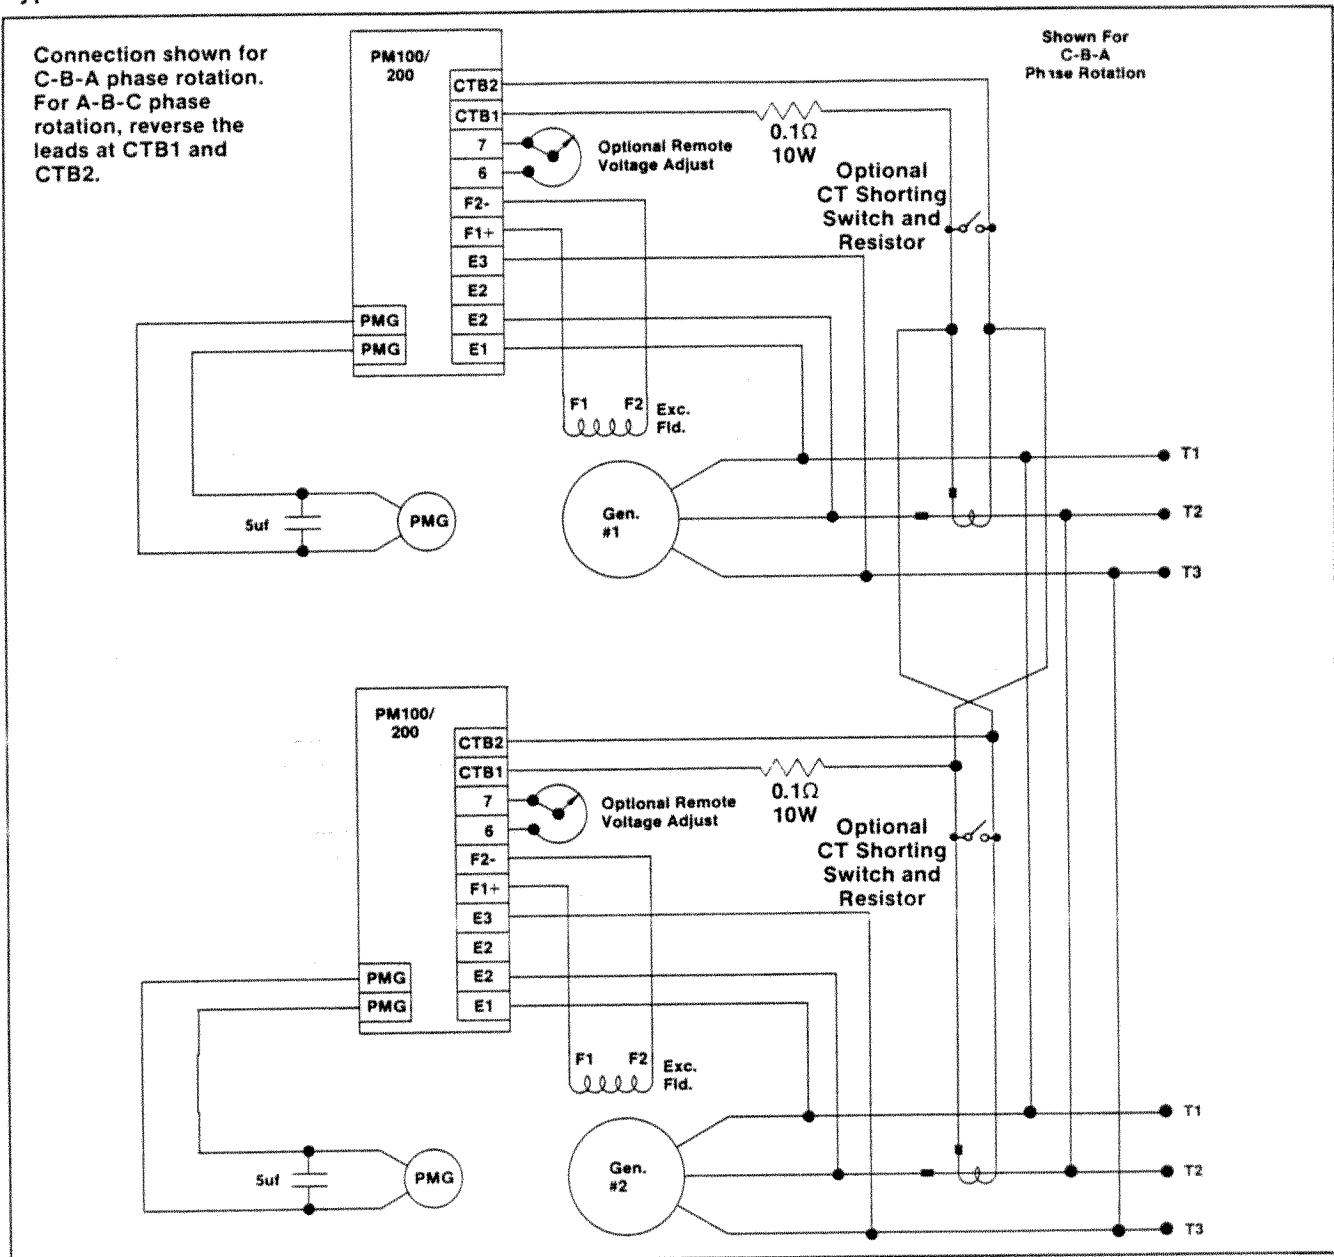 Connection shown for
C-B-A phase rotation.
For A-B-C phase
rotation, reverse the
leads at CTB1 and
CTB2.
PM100/
200
CTB2
CTB1
7
6
F2-
F1+
E3
E2
E2
E1
PMG
PMG
Optional Remote
Voltage Adjust
0.1Ω
10W
Optional
CT Shorting
Switch and
Resistor
Shown For
C-B-A
Phase Rotation
F1 F2
Exc.
Fld.
5uf
PMG
Gen.
#1
T1
T2
T3
PM100/
200
CTB2
CTB1
7
6
F2-
F1+
E3
E2
E2
E1
PMG
PMG
Optional Remote
Voltage Adjust
0.1Ω
10W
Optional
CT Shorting
Switch and
Resistor
F1 F2
Exc.
Fld.
5uf
PMG
Gen.
#2
T1
T2
T3